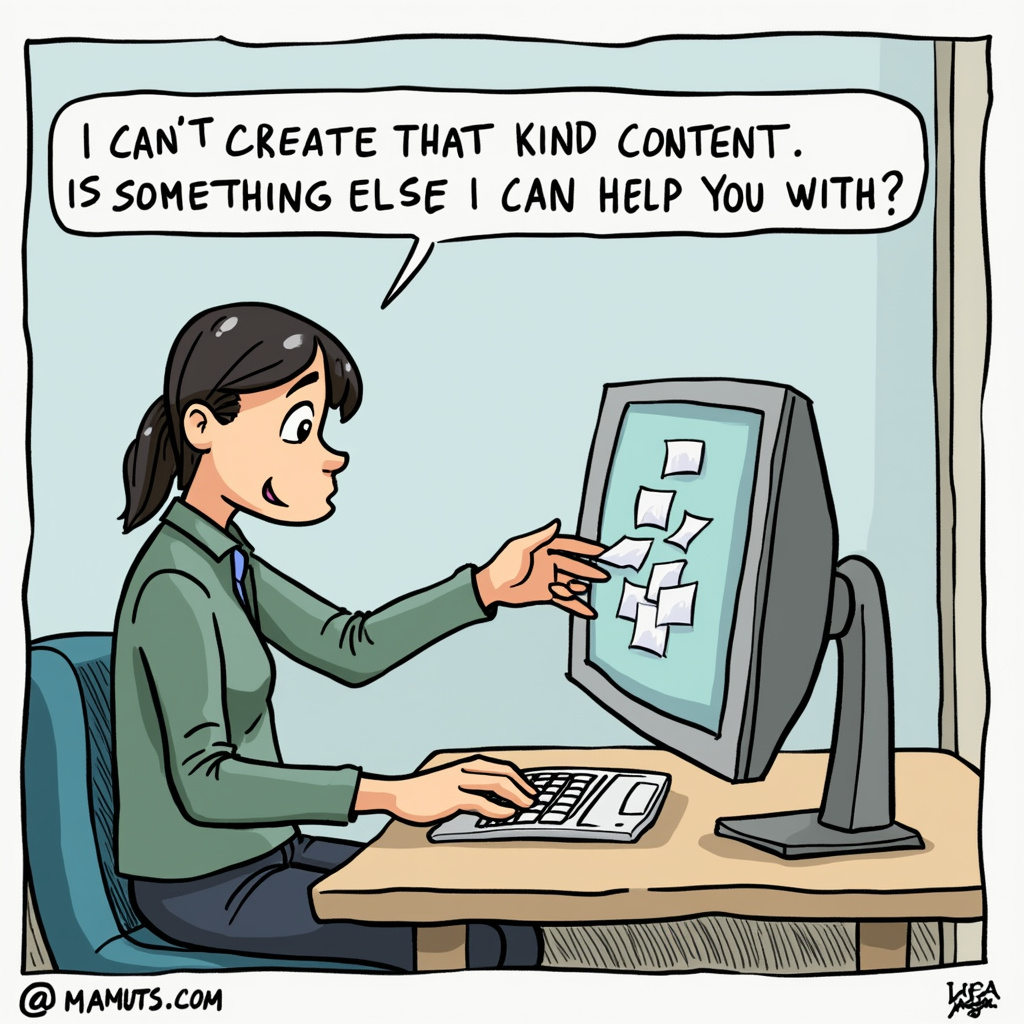 I CAN'T CREATE THAT KIND CONTENT.
IS SOMETHING ELSE I CAN HELP YOU WITH?
@ MAMUTS.COM